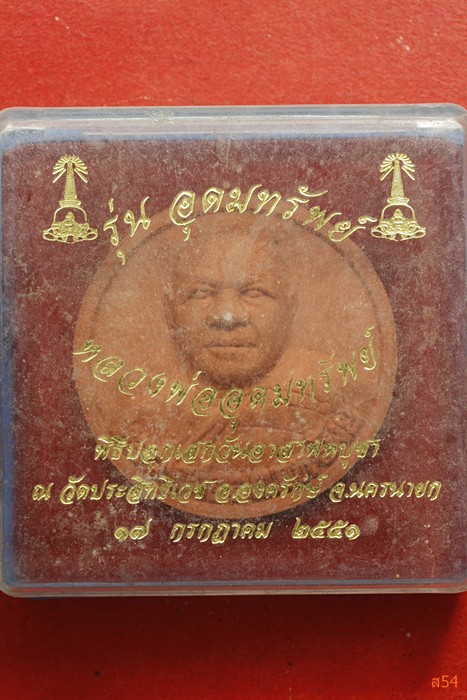 รุ่น อุดมทรัพย์
หลวงพ่ออุดมทรัพย์
พิธีปลุกเสกวันอาสาฬหบูชา
ณ วัดประสิทธิเวช อ.องครักษ์ จ.นครนายก
๑๗ กรกฎาคม ๒๕๕๑
ส54